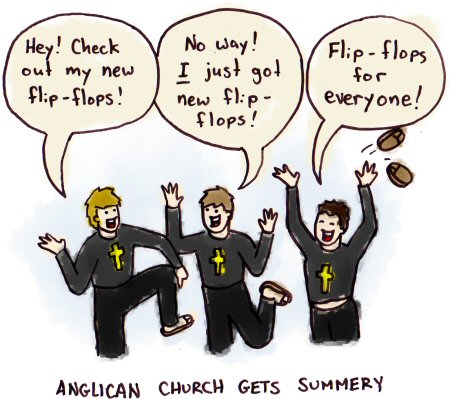 Hey! Check
out my new
flip-flops!
No way!
I just got
new flip-
flops!
Flip-flops
for
everyone!
ANGLICAN CHURCH GETS SUMMERY